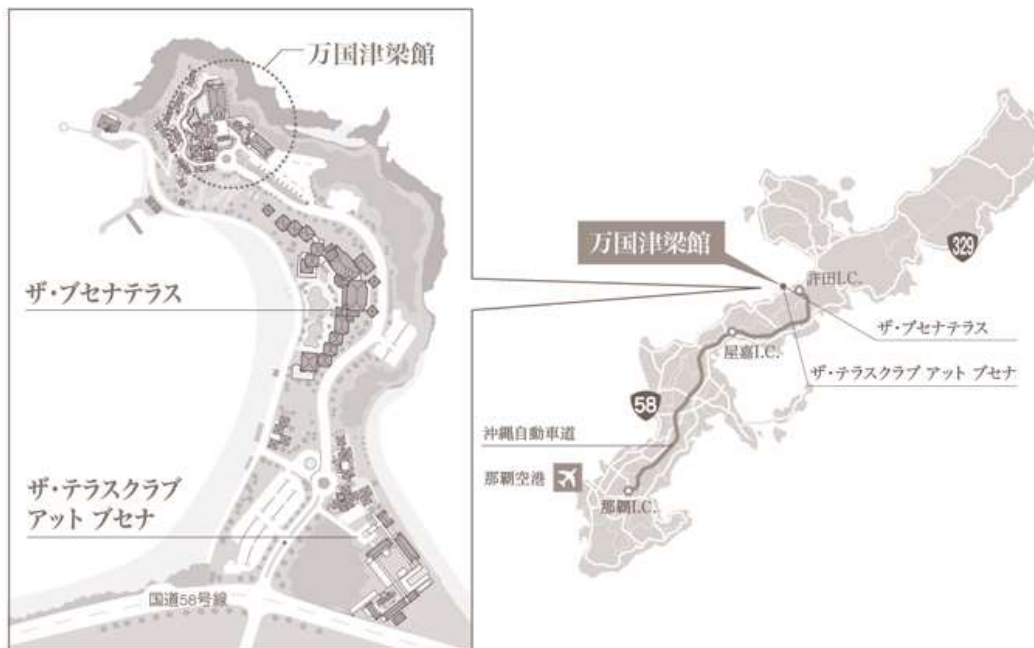 万国津梁館
ザ・ブセナテラス
ザ・テラスクラブ
アット ブセナ
国道58号線
万国津梁館
329
許田I.C.
ザ・ブセナテラス
屋嘉I.C.
ザ・テラスクラブ アット ブセナ
58
沖縄自動車道
那覇空港
那覇I.C.